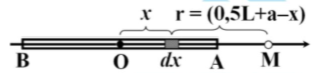 x r = (0,5L+a–x)
B O dx A M